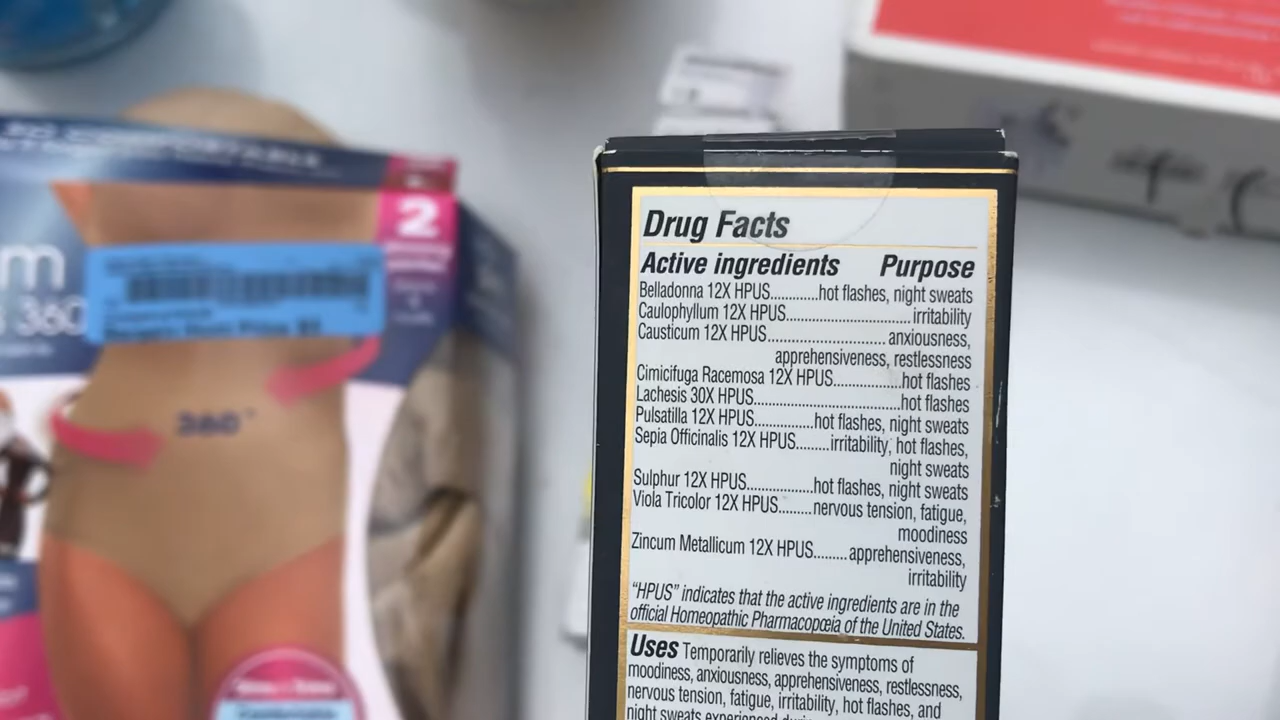 m
360
2
360°
Drug Facts
Active ingredients Purpose
Belladonna 12X HPUS.............hot flashes, night sweats
Caulophyllum 12X HPUS.................................irritability
Causticum 12X HPUS...............................anxiousness,
apprehensiveness, restlessness
Cimicifuga Racemosa 12X HPUS..................hot flashes
Lachesis 30X HPUS.......................................hot flashes
Pulsatilla 12X HPUS................hot flashes, night sweats
Sepia Officinalis 12X HPUS.........irritability, hot flashes,
night sweats
Sulphur 12X HPUS..................hot flashes, night sweats
Viola Tricolor 12X HPUS.........nervous tension, fatigue,
moodiness
Zincum Metallicum 12X HPUS.........apprehensiveness,
irritability
"HPUS" indicates that the active ingredients are in the
official Homeopathic Pharmacopœia of the United States.
Uses Temporarily relieves the symptoms of
moodiness, anxiousness, apprehensiveness, restlessness,
nervous tension, fatigue, irritability, hot flashes, and
night sweats experienced